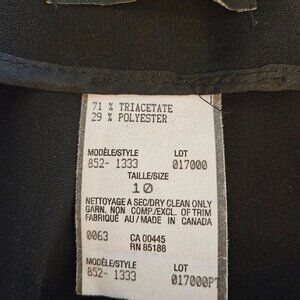 71 % TRIACETATE
29 % POLYESTER
MODÈLE/STYLE LOT
852- 1333 017000
TAILLE/SIZE
10
NETTOYAGE A SEC/DRY CLEAN ONLY
GARN. NON COMP./EXCL. OF TRIM
FABRIQUÉ AU/MADE IN CANADA
0063 CA 00445
RN 85188
MODÈLE/STYLE LOT
852- 1333 017000PT